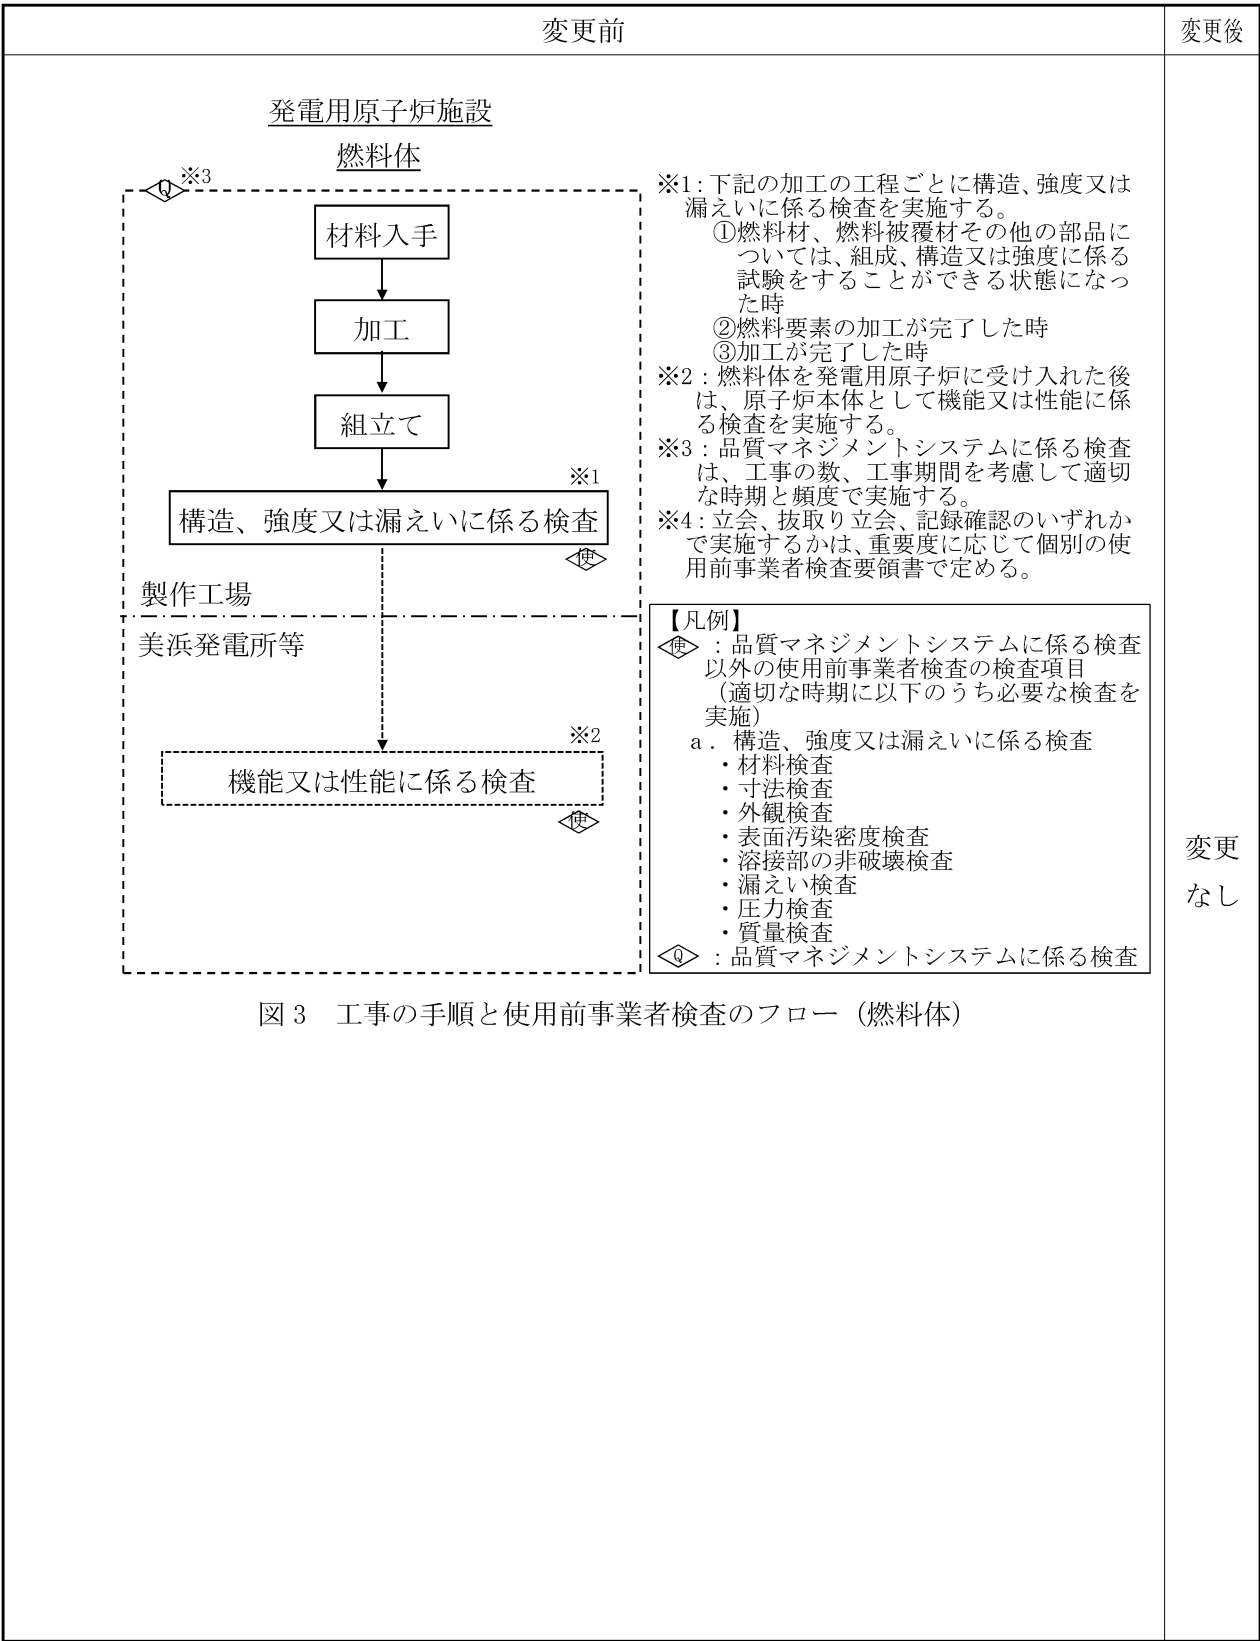 変更前
変更後
発電用原子炉施設
燃料体
Q ※3
材料入手
加工
組立て
※1
構造、強度又は漏えいに係る検査
使
製作工場
美浜発電所等
※2
機能又は性能に係る検査
使
※1：下記の加工の工程ごとに構造、強度又は
漏えいに係る検査を実施する。
①燃料材、燃料被覆材その他の部品に
ついては、組成、構造又は強度に係る
試験をすることができる状態になっ
た時
②燃料要素の加工が完了した時
③加工が完了した時
※2：燃料体を発電用原子炉に受け入れた後
は、原子炉本体として機能又は性能に係
る検査を実施する。
※3：品質マネジメントシステムに係る検査
は、工事の数、工事期間を考慮して適切
な時期と頻度で実施する。
※4：立会、抜取り立会、記録確認のいずれか
で実施するかは、重要度に応じて個別の使
用前事業者検査要領書で定める。
【凡例】
使：品質マネジメントシステムに係る検査
以外の使用前事業者検査の検査項目
（適切な時期に以下のうち必要な検査を
実施）
a．構造、強度又は漏えいに係る検査
・材料検査
・寸法検査
・外観検査
・表面汚染密度検査
・溶接部の非破壊検査
・漏えい検査
・圧力検査
・質量検査
Q：品質マネジメントシステムに係る検査
図3　工事の手順と使用前事業者検査のフロー（燃料体）
変更
なし